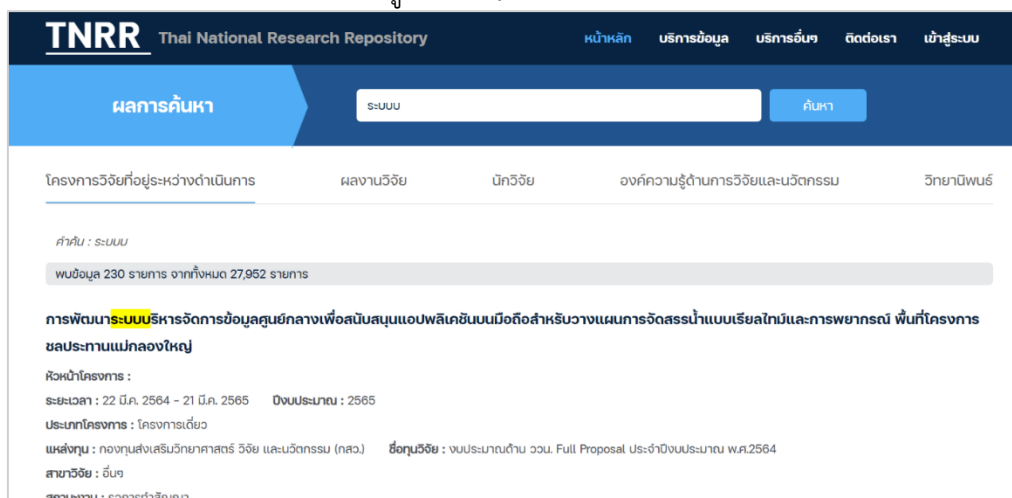 TNRR Thai National Research Repository หน้าหลัก บริการข้อมูล บริการอื่นๆ ติดต่อเรา เข้าสู่ระบบ
ผลการค้นหา ระบบบ ค้นหา
โครงการวิจัยที่อยู่ระหว่างดำเนินการ ผลงานวิจัย นักวิจัย องค์ความรู้ด้านการวิจัยและนวัตกรรม วิทยานิพนธ์
คำค้น : ระบบบ
พบข้อมูล 230 รายการ จากทั้งหมด 27,952 รายการ
การพัฒนาระบบบริหารจัดการข้อมูลศูนย์กลางเพื่อสนับสนุนแอปพลิเคชันบนมือถือสำหรับวางแผนการจัดสรรน้ำแบบเรียลไทม์และการพยากรณ์ พื้นที่โครงการ
ชลประทานแม่กลองใหญ่
หัวหน้าโครงการ :
ระยะเวลา : 22 มี.ค. 2564 - 21 มี.ค. 2565 ปีงบประมาณ : 2565
ประเภทโครงการ : โครงการเดี่ยว
แหล่งทุน : กองทุนส่งเสริมวิทยาศาสตร์ วิจัย และนวัตกรรม (กสว.) ชื่อทุนวิจัย : งบประมาณด้าน ววน. Full Proposal ประจำปีงบประมาณ พ.ศ.2564
สาขาวิจัย : อื่นๆ
สถานะงาน : รอการทำสัญญา